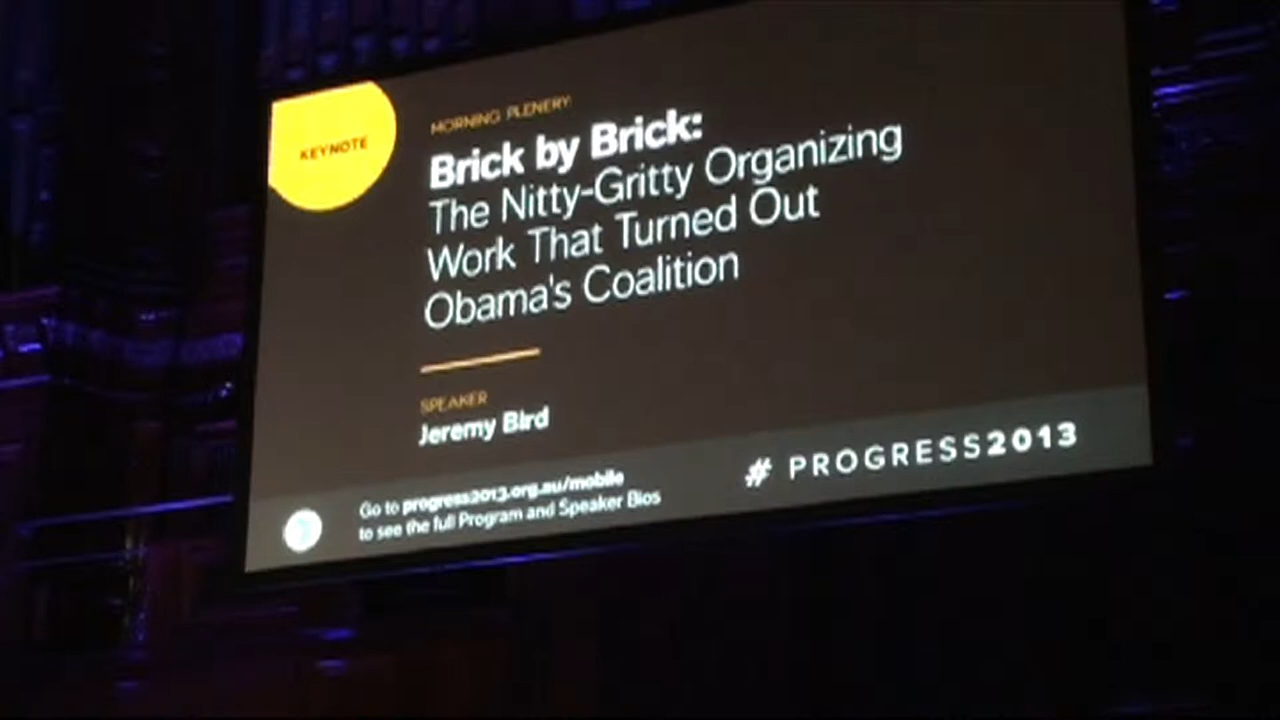 KEYNOTE
MORNING PLENERY:
Brick by Brick:
The Nitty-Gritty Organizing
Work That Turned Out
Obama's Coalition
SPEAKER
Jeremy Bird
Go to progress2013.org.au/mobile
to see the full Program and Speaker Bios
# PROGRESS2013